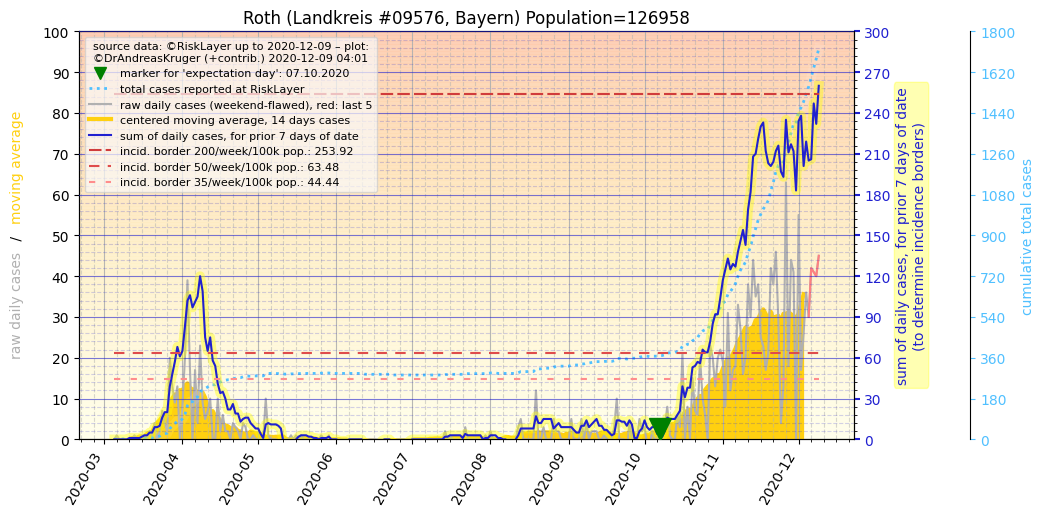 Roth (Landkreis #09576, Bayern) Population=126958
source data: ©RiskLayer up to 2020-12-09 – plot:
©DrAndreasKruger (+contrib.) 2020-12-09 04:01
marker for 'expectation day': 07.10.2020
total cases reported at RiskLayer
raw daily cases (weekend-flawed), red: last 5
centered moving average, 14 days cases
sum of daily cases, for prior 7 days of date
incid. border 200/week/100k pop.: 253.92
incid. border 50/week/100k pop.: 63.48
incid. border 35/week/100k pop.: 44.44
raw daily cases / moving average
100
90
80
70
60
50
40
30
20
10
0
2020-03
2020-04
2020-05
2020-06
2020-07
2020-08
2020-09
2020-10
2020-11
2020-12
300
270
240
210
180
150
120
90
60
30
0
sum of daily cases, for prior 7 days of date
(to determine incidence borders)
1800
1620
1440
1260
1080
900
720
540
360
180
0
cumulative total cases